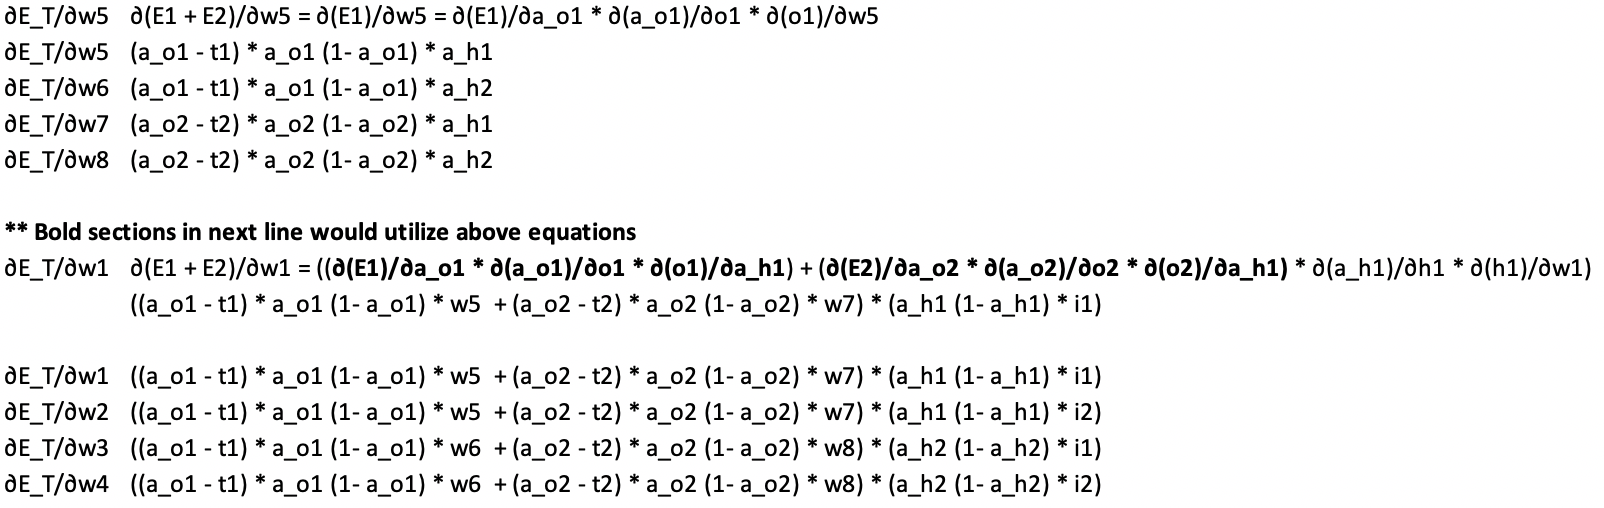 ∂E_T/∂w5 ∂(E1 + E2)/∂w5 = ∂(E1)/∂w5 = ∂(E1)/∂a_o1 * ∂(a_o1)/∂o1 * ∂(o1)/∂w5
∂E_T/∂w5 (a_o1 - t1) * a_o1 (1- a_o1) * a_h1
∂E_T/∂w6 (a_o1 - t1) * a_o1 (1- a_o1) * a_h2
∂E_T/∂w7 (a_o2 - t2) * a_o2 (1- a_o2) * a_h1
∂E_T/∂w8 (a_o2 - t2) * a_o2 (1- a_o2) * a_h2
** Bold sections in next line would utilize above equations
∂E_T/∂w1 ∂(E1 + E2)/∂w1 = ((∂(E1)/∂a_o1 * ∂(a_o1)/∂o1 * ∂(o1)/∂a_h1) + (∂(E2)/∂a_o2 * ∂(a_o2)/∂o2 * ∂(o2)/∂a_h1) * ∂(a_h1)/∂h1 * ∂(h1)/∂w1)
((a_o1 - t1) * a_o1 (1- a_o1) * w5 + (a_o2 - t2) * a_o2 (1- a_o2) * w7) * (a_h1 (1- a_h1) * i1)
∂E_T/∂w1 ((a_o1 - t1) * a_o1 (1- a_o1) * w5 + (a_o2 - t2) * a_o2 (1- a_o2) * w7) * (a_h1 (1- a_h1) * i1)
∂E_T/∂w2 ((a_o1 - t1) * a_o1 (1- a_o1) * w5 + (a_o2 - t2) * a_o2 (1- a_o2) * w7) * (a_h1 (1- a_h1) * i2)
∂E_T/∂w3 ((a_o1 - t1) * a_o1 (1- a_o1) * w6 + (a_o2 - t2) * a_o2 (1- a_o2) * w8) * (a_h2 (1- a_h2) * i1)
∂E_T/∂w4 ((a_o1 - t1) * a_o1 (1- a_o1) * w6 + (a_o2 - t2) * a_o2 (1- a_o2) * w8) * (a_h2 (1- a_h2) * i2)